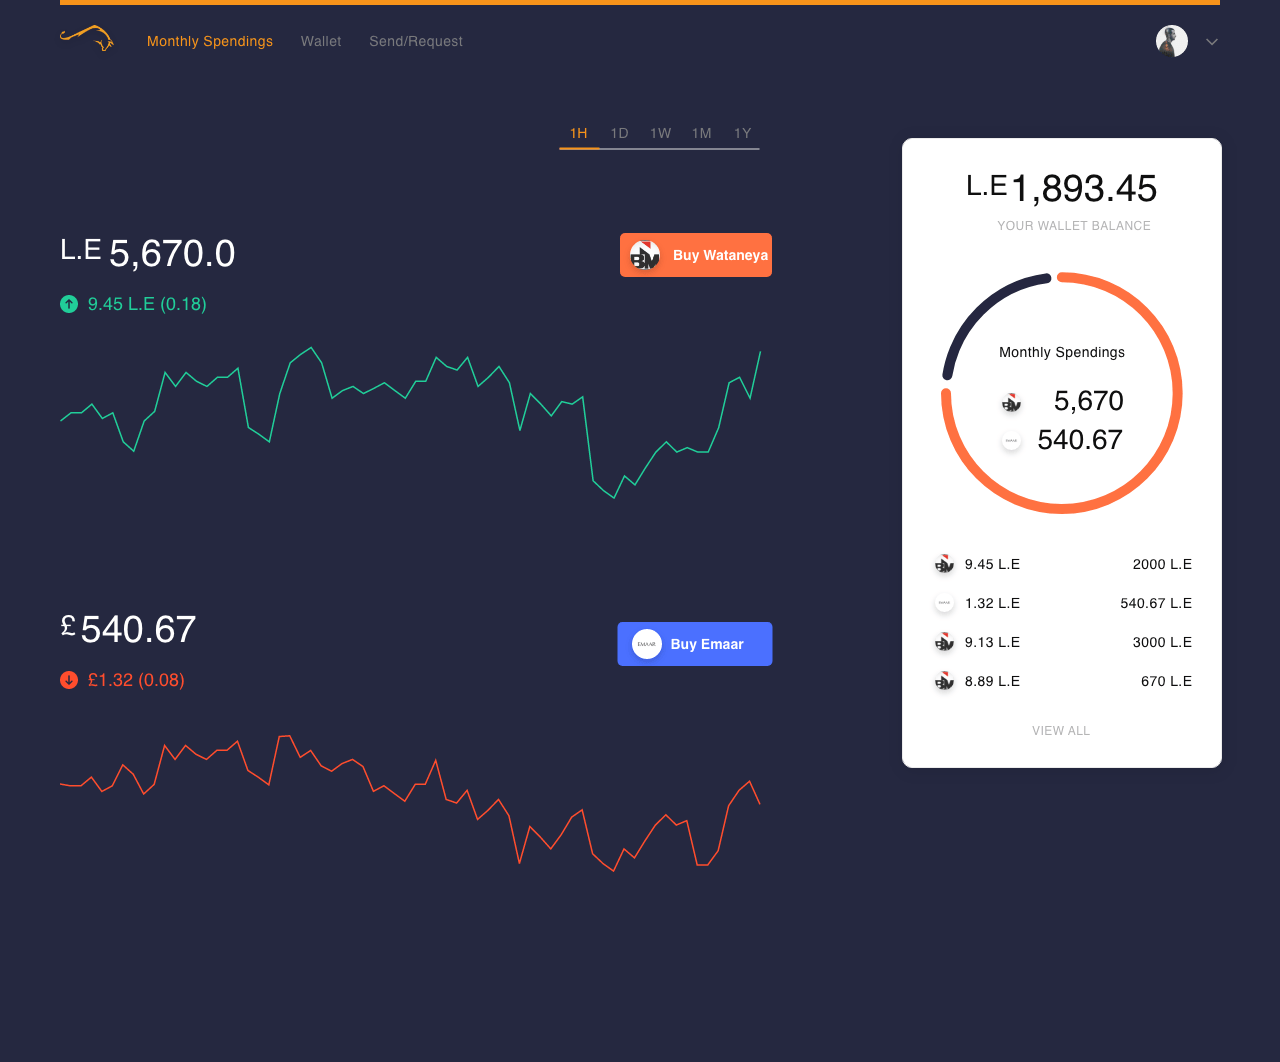 Monthly Spendings Wallet Send/Request
1H 1D 1W 1M 1Y
L.E 5,670.0
Buy Wataneya
9.45 L.E (0.18)
£ 540.67
Buy Emaar
£1.32 (0.08)
L.E 1,893.45
YOUR WALLET BALANCE
Monthly Spendings
5,670
EMAAR 540.67
9.45 L.E 2000 L.E
EMAAR 1.32 L.E 540.67 L.E
9.13 L.E 3000 L.E
8.89 L.E 670 L.E
VIEW ALL